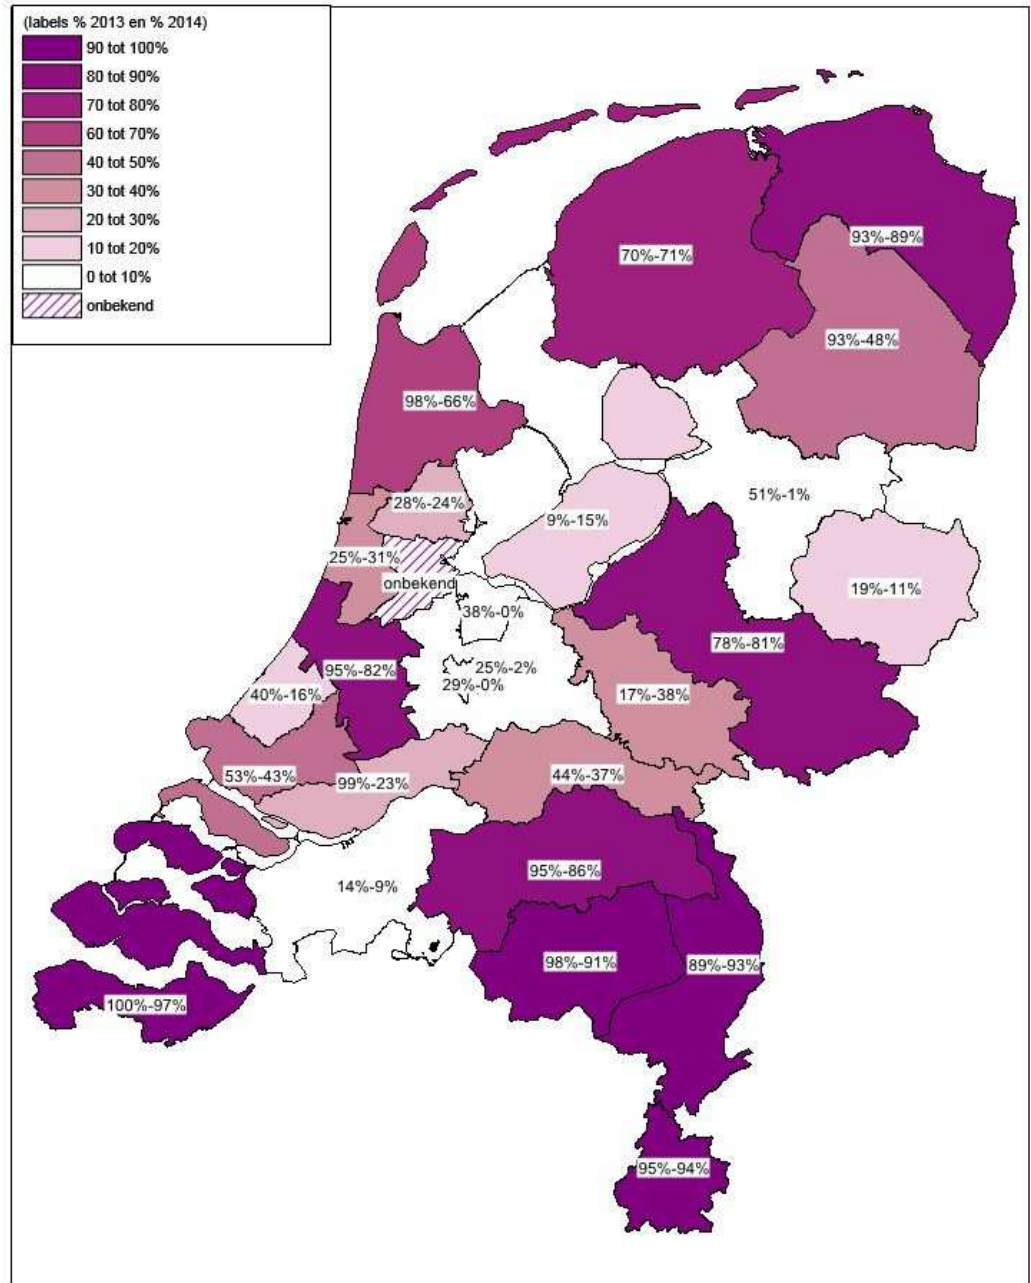 (labels % 2013 en % 2014)
90 tot 100%
80 tot 90%
70 tot 80%
60 tot 70%
40 tot 50%
30 tot 40%
20 tot 30%
10 tot 20%
0 tot 10%
onbekend
93%-89%
70%-71%
93%-48%
98%-66%
51%-1%
28%-24%
9%-15%
25%-31%
onbekend
19%-11%
38%-0%
78%-81%
95%-82%
25%-2%
29%-0%
40%-16%
17%-38%
53%-43%
99%-23%
44%-37%
95%-86%
14%-9%
98%-91%
89%-93%
100%-97%
95%-94%